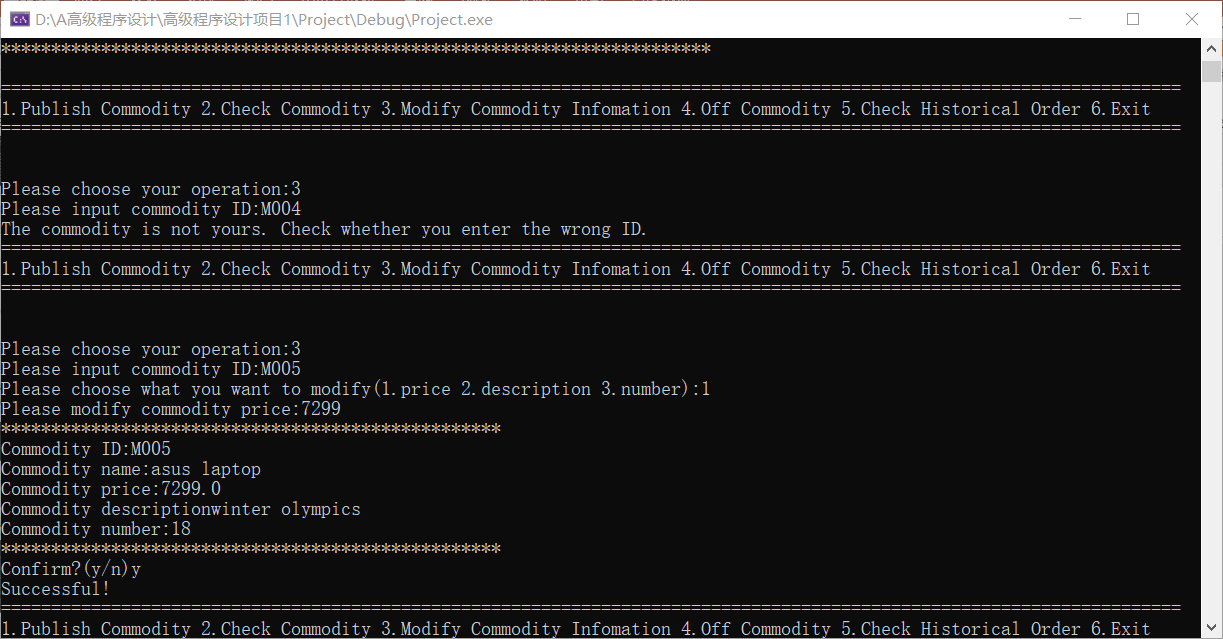 D:\A高级程序设计\高级程序设计项目1\Project\Debug\Project.exe
***********************************************************************
======================================================================================================================
1.Publish Commodity 2.Check Commodity 3.Modify Commodity Infomation 4.Off Commodity 5.Check Historical Order 6.Exit
======================================================================================================================
Please choose your operation:3
Please input commodity ID:M004
The commodity is not yours. Check whether you enter the wrong ID.
======================================================================================================================
1.Publish Commodity 2.Check Commodity 3.Modify Commodity Infomation 4.Off Commodity 5.Check Historical Order 6.Exit
======================================================================================================================
Please choose your operation:3
Please input commodity ID:M005
Please choose what you want to modify(1.price 2.description 3.number):1
Please modify commodity price:7299
**************************************************
Commodity ID:M005
Commodity name:asus laptop
Commodity price:7299.0
Commodity descriptionwinter olympics
Commodity number:18
**************************************************
Confirm?(y/n)y
Successful!
======================================================================================================================
1.Publish Commodity 2.Check Commodity 3.Modify Commodity Infomation 4.Off Commodity 5.Check Historical Order 6.Exit